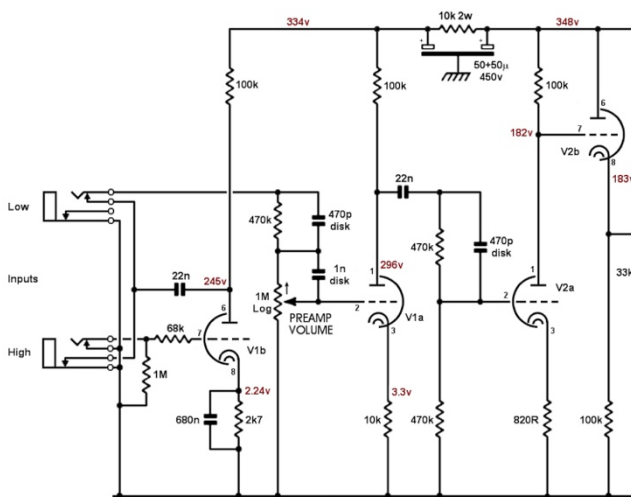 334v
10k 2w
348v
50+50µ
450v
100k
100k
100k
6
182v
7
V2b
8
183v
22n
Low
470k
470p
disk
470k
470p
disk
33k
Inputs
22n
245v
1n
disk
296v
1
1
1M
Log
PREAMP
VOLUME
2
V1a
3
2
V2a
3
High
68k
6
7
V1b
8
1M
2.24v
680n
2k7
3.3v
10k
470k
820R
100k